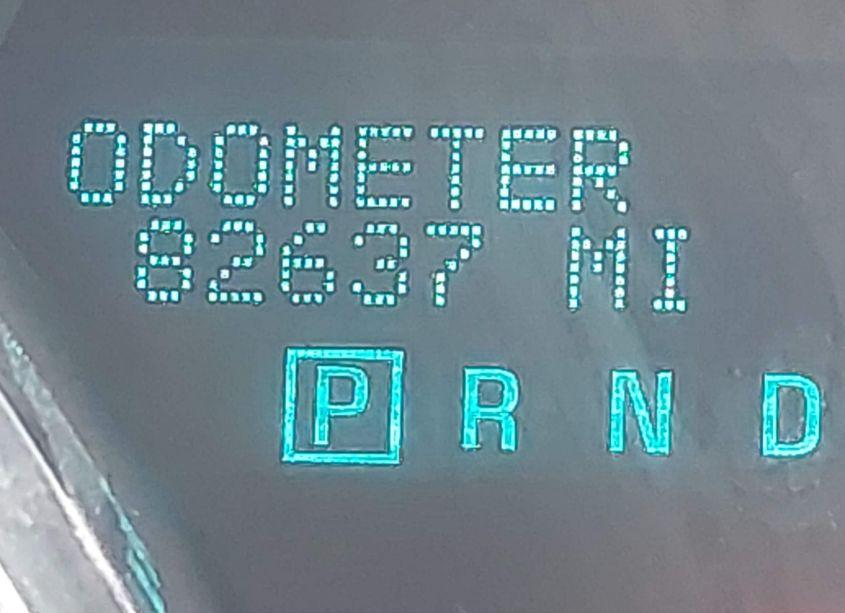 ODOMETER
82637 MI
P R N D